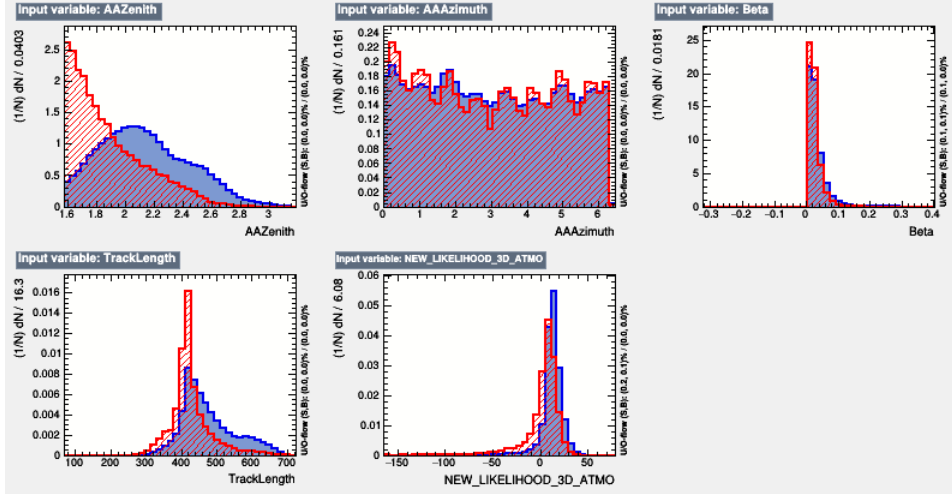 Input variable: AAZenith
(1/N) dN / 0.0403
2.5
2
1.5
1
0.5
0
1.6 1.8 2 2.2 2.4 2.6 2.8 3
AAZenith
U/O-flow (S,B): (0.0, 0.0)% / (0.0, 0.0)%
Input variable: AAAzimuth
(1/N) dN / 0.161
0.24
0.22
0.2
0.18
0.16
0.14
0.12
0.1
0.08
0.06
0.04
0.02
0
0 1 2 3 4 5 6
AAAzimuth
U/O-flow (S,B): (0.0, 0.0)% / (0.0, 0.0)%
Input variable: Beta
(1/N) dN / 0.0181
25
20
15
10
5
0
−0.3 −0.2 −0.1 0 0.1 0.2 0.3 0.4
Beta
U/O-flow (S,B): (0.1, 0.1)% / (0.1, 0.0)%
Input variable: TrackLength
(1/N) dN / 16.3
0.016
0.014
0.012
0.01
0.008
0.006
0.004
0.002
0
100 200 300 400 500 600 700
TrackLength
U/O-flow (S,B): (0.0, 0.0)% / (0.0, 0.0)%
Input variable: NEW_LIKELIHOOD_3D_ATMO
(1/N) dN / 6.08
0.06
0.05
0.04
0.03
0.02
0.01
0
−150 −100 −50 0 50
NEW_LIKELIHOOD_3D_ATMO
U/O-flow (S,B): (0.2, 0.1)% / (0.0, 0.0)%